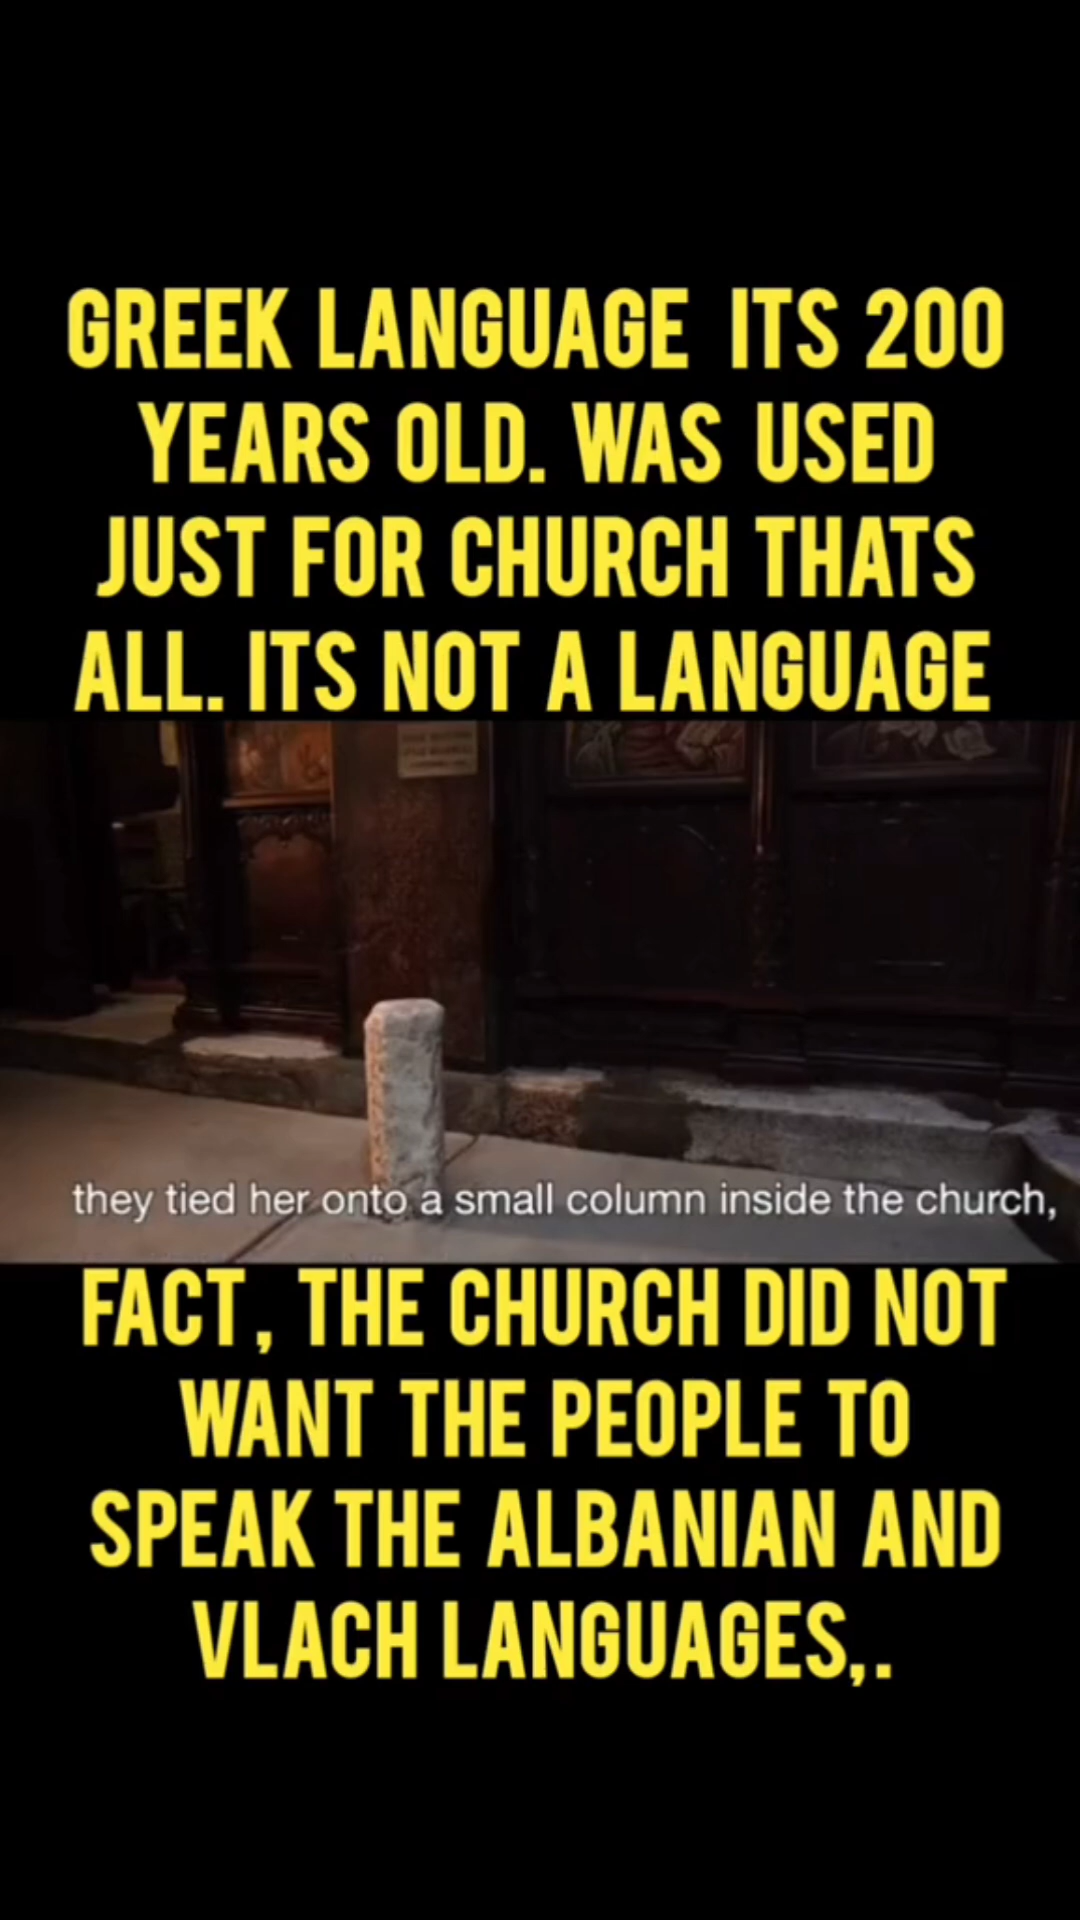 GREEK LANGUAGE ITS 200
YEARS OLD. WAS USED
JUST FOR CHURCH THATS
ALL. ITS NOT A LANGUAGE
they tied her onto a small column inside the church,
FACT, THE CHURCH DID NOT
WANT THE PEOPLE TO
SPEAK THE ALBANIAN AND
VLACH LANGUAGES,.